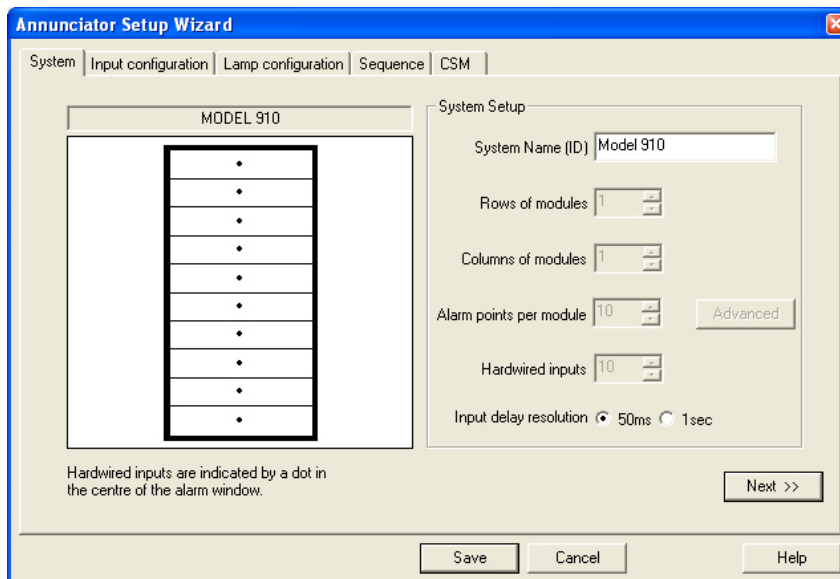 Annunciator Setup Wizard
System Input configuration Lamp configuration Sequence CSM
MODEL 910
System Setup
System Name (ID) Model 910
Rows of modules 1
Columns of modules 1
Alarm points per module 10 Advanced
Hardwired inputs 10
Input delay resolution 50ms 1sec
Hardwired inputs are indicated by a dot in
the centre of the alarm window.
Next >>
Save Cancel Help